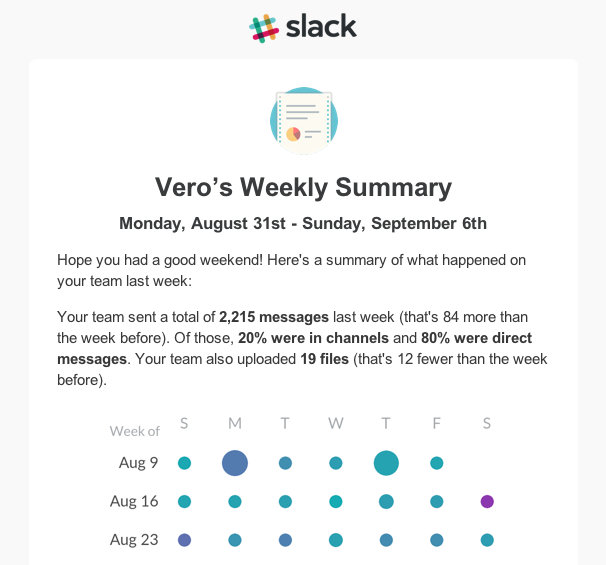 slack
Vero’s Weekly Summary
Monday, August 31st - Sunday, September 6th
Hope you had a good weekend! Here's a summary of what happened on
your team last week:
Your team sent a total of 2,215 messages last week (that's 84 more than
the week before). Of those, 20% were in channels and 80% were direct
messages. Your team also uploaded 19 files (that's 12 fewer than the week
before).
Week of S M T W T F S
Aug 9
Aug 16
Aug 23